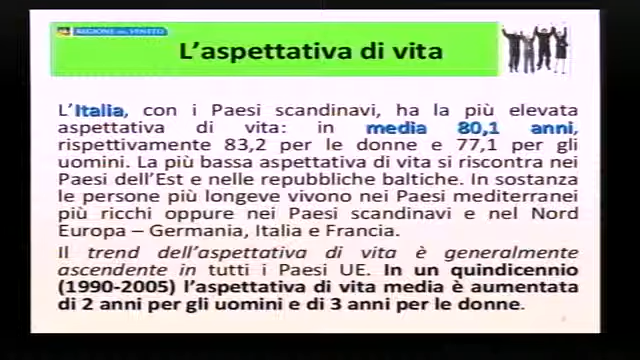 REGIONE DEL VENETO
L'aspettativa di vita
L'Italia, con i Paesi scandinavi, ha la più elevata
aspettativa di vita: in media 80,1 anni,
rispettivamente 83,2 per le donne e 77,1 per gli
uomini. La più bassa aspettativa di vita si riscontra nei
Paesi dell'Est e nelle repubbliche baltiche. In sostanza
le persone più longeve vivono nei Paesi mediterranei
più ricchi oppure nei Paesi scandinavi e nel Nord
Europa – Germania, Italia e Francia.
Il trend dell'aspettativa di vita è generalmente
ascendente in tutti i Paesi UE. In un quindicennio
(1990-2005) l'aspettativa di vita media è aumentata
di 2 anni per gli uomini e di 3 anni per le donne.